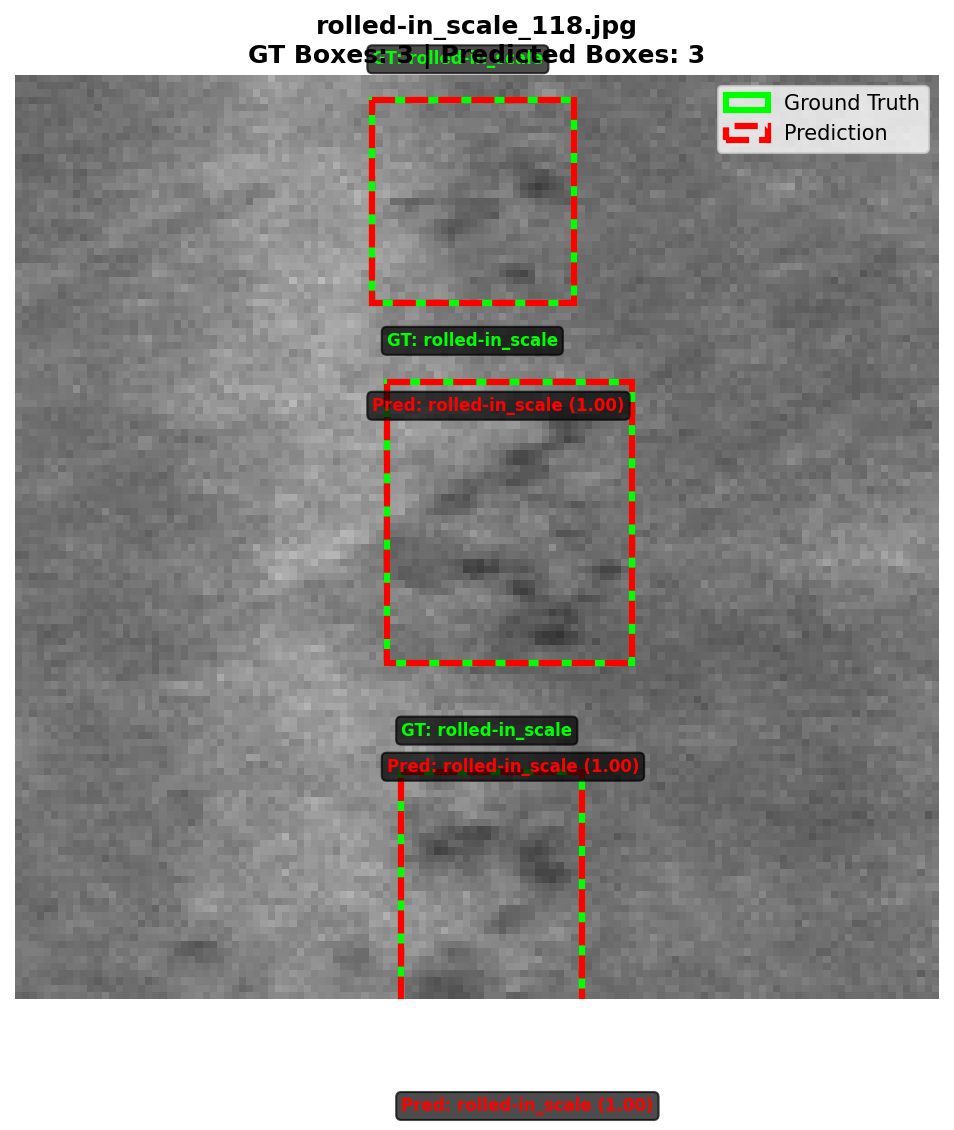 rolled-in_scale_118.jpg
GT Boxes: 3 | Predicted Boxes: 3
GT: rolled-in_scale
Ground Truth
Prediction
GT: rolled-in_scale
Pred: rolled-in_scale (1.00)
GT: rolled-in_scale
Pred: rolled-in_scale (1.00)
Pred: rolled-in_scale (1.00)